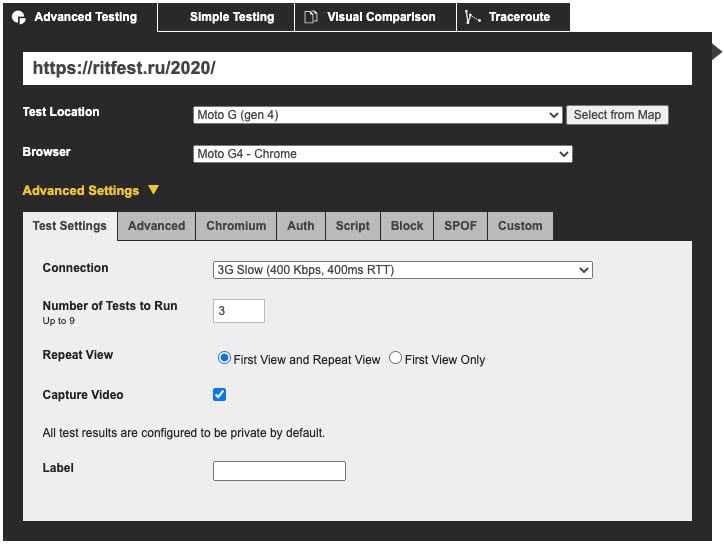 Advanced Testing Simple Testing Visual Comparison Traceroute
https://ritfest.ru/2020/
Test Location Moto G (gen 4) Select from Map
Browser Moto G4 - Chrome
Advanced Settings ▼
Test Settings Advanced Chromium Auth Script Block SPOF Custom
Connection 3G Slow (400 Kbps, 400ms RTT)
Number of Tests to Run 3
Up to 9
Repeat View First View and Repeat View First View Only
Capture Video
All test results are configured to be private by default.
Label